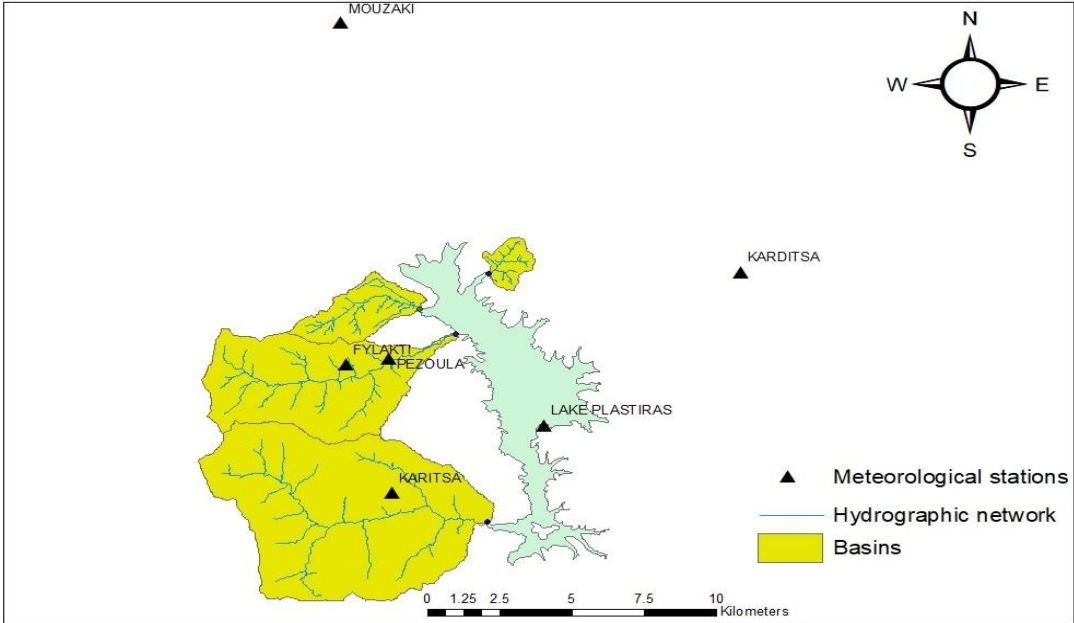 MOUZAKI
N
W E
S
KARDITSA
FYLAKTI
PEZOULA
LAKE PLASTIRAS
KARITSA
Meteorological stations
Hydrographic network
Basins
0 1.25 2.5 5 7.5 10
Kilometers